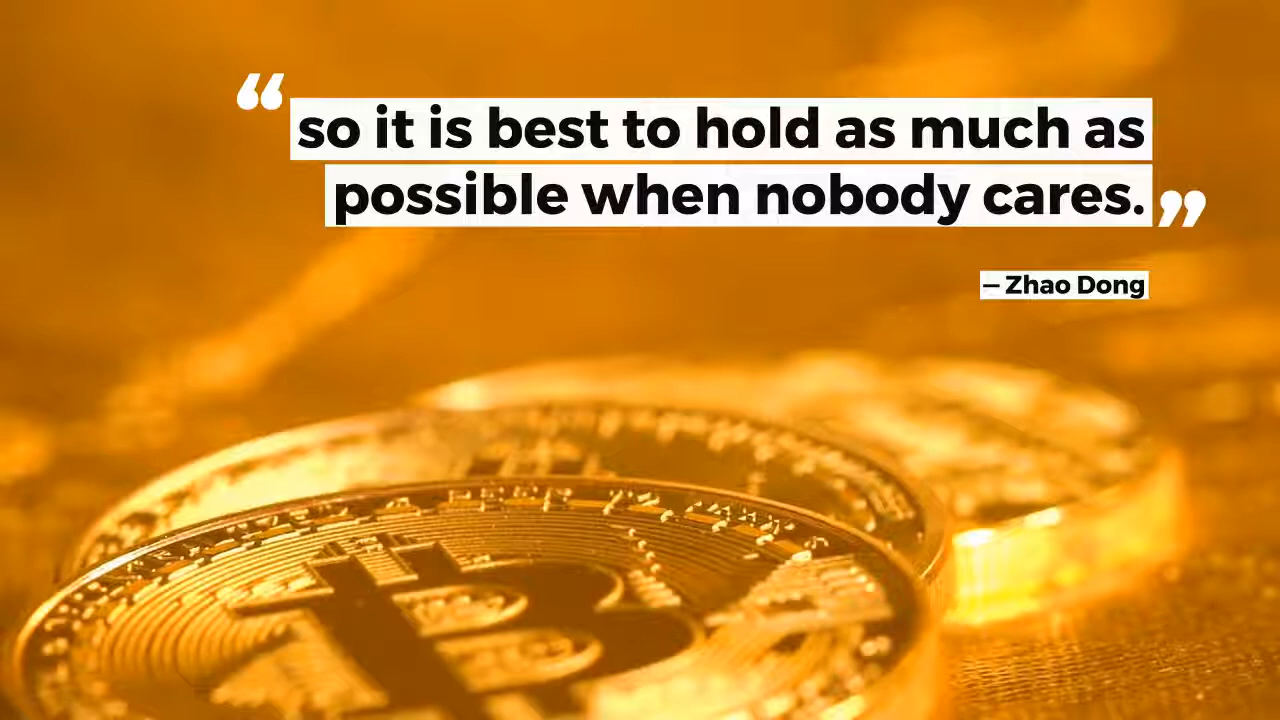 “so it is best to hold as much as
possible when nobody cares.”
– Zhao Dong